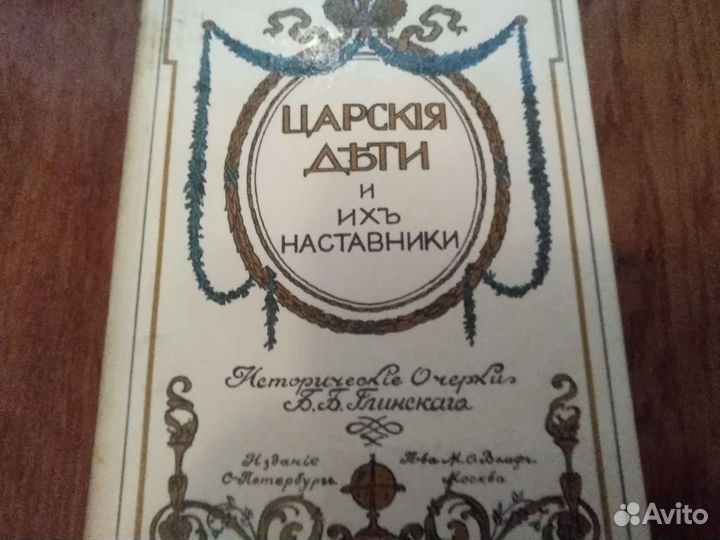 ЦАРСКІЯ
ДѢТИ
И
ИХЪ
НАСТАВНИКИ
Историческіе Очерки
Б.Б.Глинскаго
Изданіе Т-ва М.О.Вольфъ
С-Петербургъ Москва
Avito